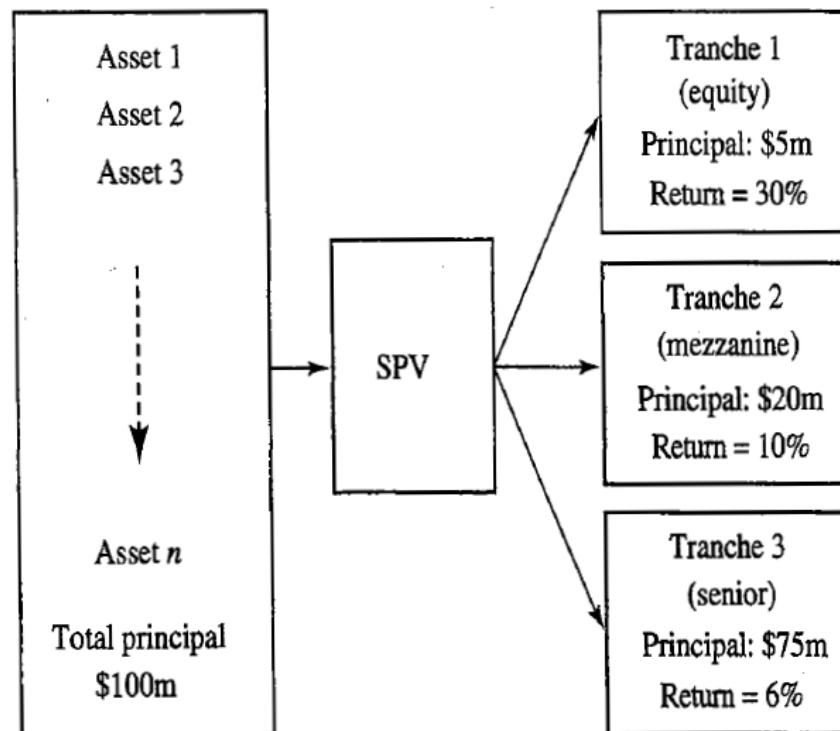 Asset 1
Asset 2
Asset 3
Asset n
Total principal
$100m
SPV
Tranche 1
(equity)
Principal: $5m
Return = 30%
Tranche 2
(mezzanine)
Principal: $20m
Return = 10%
Tranche 3
(senior)
Principal: $75m
Return = 6%